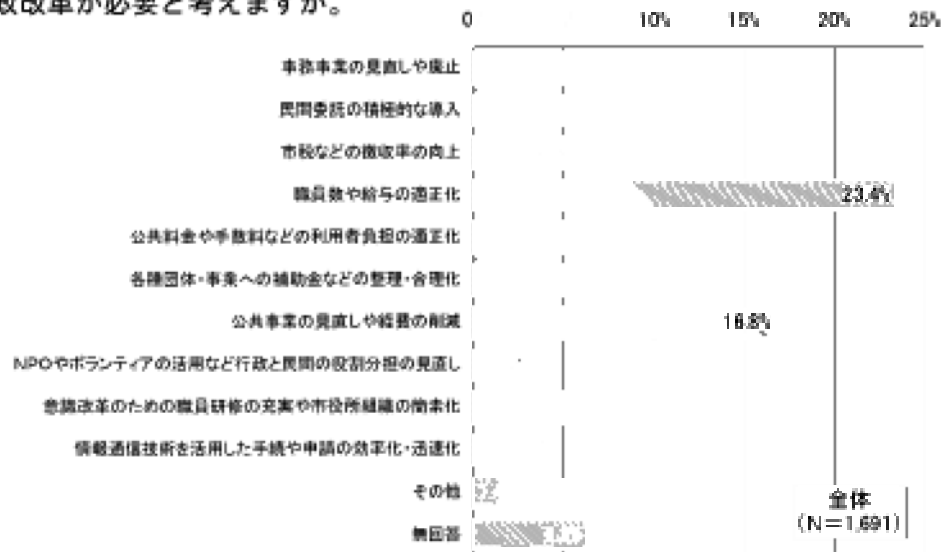 改革が必要と考えますか。
0 10% 15% 20% 25%
事務事業の見直しや廃止
民間委託の積極的な導入
市税などの徴収率の向上
職員数や給与の適正化
23.4%
公共料金や手数料などの利用者負担の適正化
各種団体・事業への補助金などの整理・合理化
公共事業の見直しや経費の削減
16.8%
NPOやボランティアの活用など行政と民間の役割分担の見直し
意識改革のための職員研修の充実や市役所組織の簡素化
情報通信技術を活用した手続や申請の効率化・迅速化
その他
無回答
全体
(N=1,691)